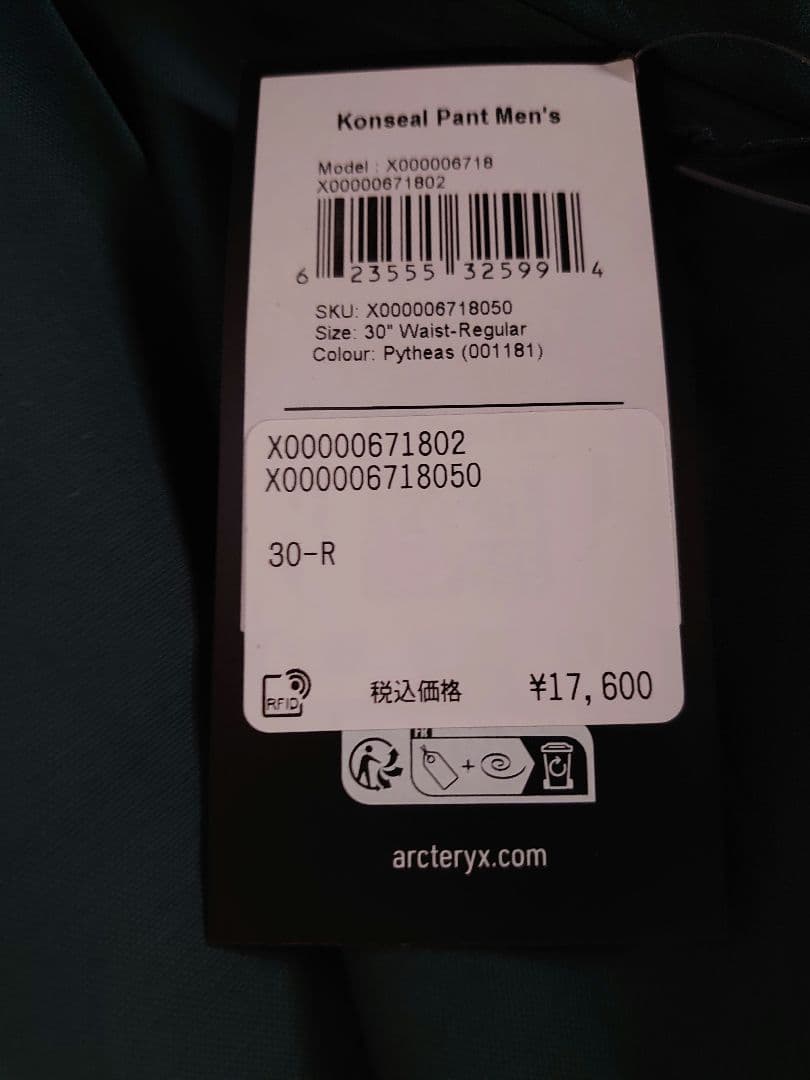 Konseal Pant Men's
Model : X000006718
X00000671802
6 23555 32599 4
SKU: X000006718050
Size: 30" Waist-Regular
Colour: Pytheas (001181)
X00000671802
X000006718050
30-R
RFID 税込価格 ¥17,600
FR
+
arcteryx.com